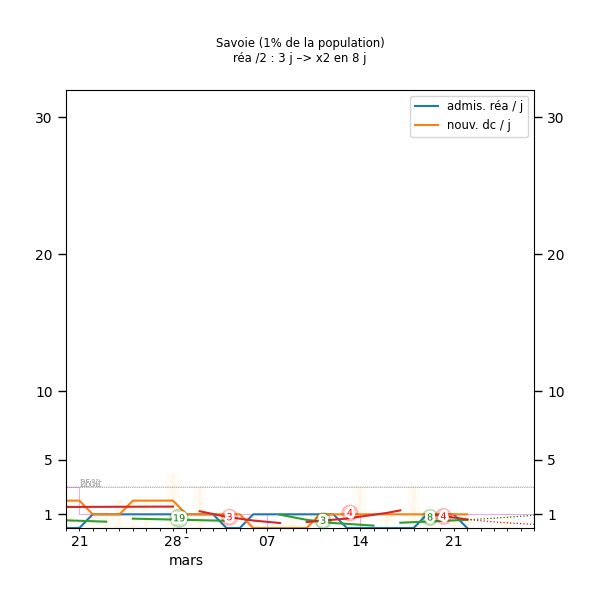 Savoie (1% de la population)
réa /2 : 3 j –> x2 en 8 j
admis. réa / j
nouv. dc / j
30 30
20 20
10 10
5 5
1 1
19 3 3 4 8 4
21 28 - 07 14 21
mars